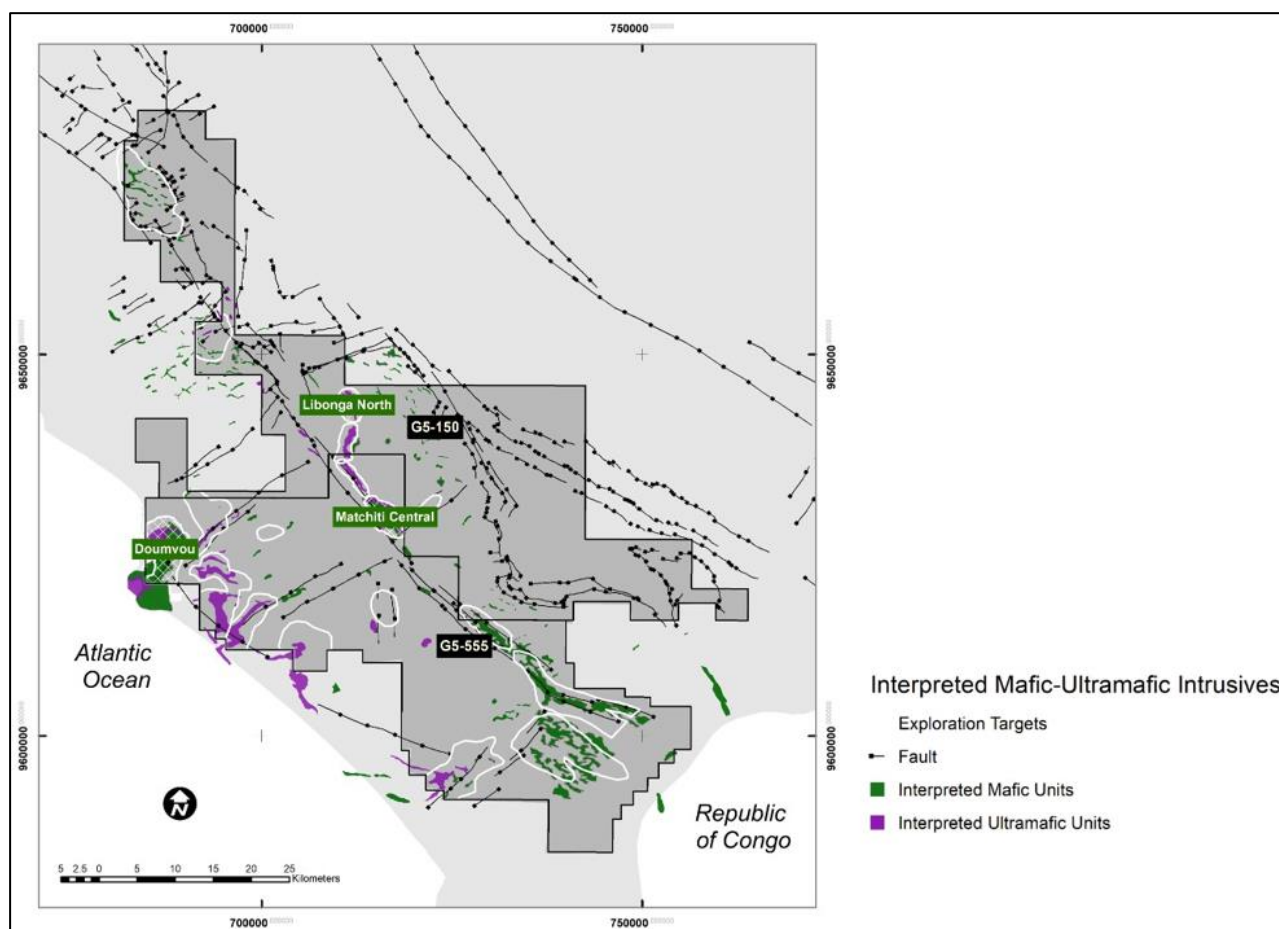 700000
750000
9650000
9650000
Libonga North
G5-150
Matchiti Central
Doumvou
G5-555
Atlantic
Ocean
9600000
9600000
Republic
of Congo
N
5 2.5 0 5 10 15 20 25
Kilometers
700000
750000
Interpreted Mafic-Ultramafic Intrusives
Exploration Targets
Fault
Interpreted Mafic Units
Interpreted Ultramafic Units